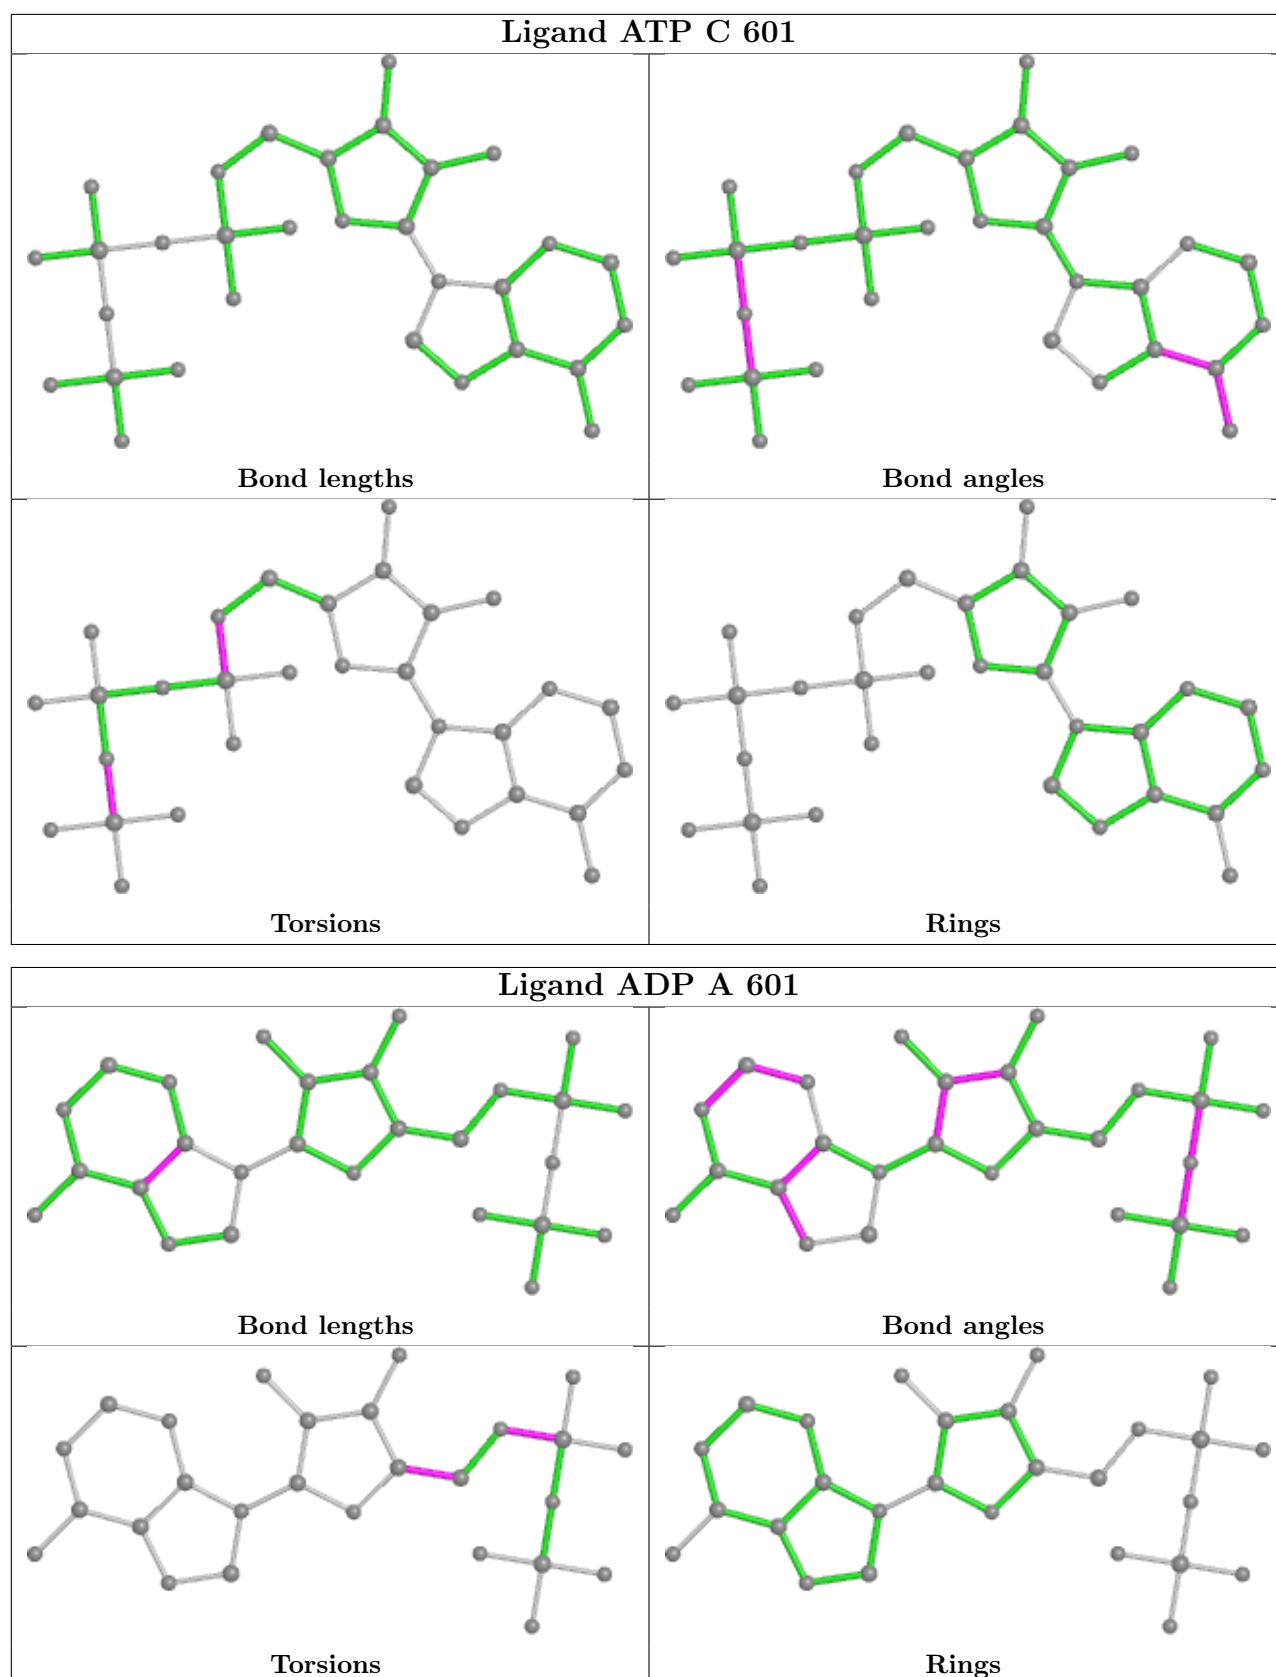 Ligand ATP C 601
Bond lengths
Bond angles
Torsions
Rings
Ligand ADP A 601
Bond lengths
Bond angles
Torsions
Rings